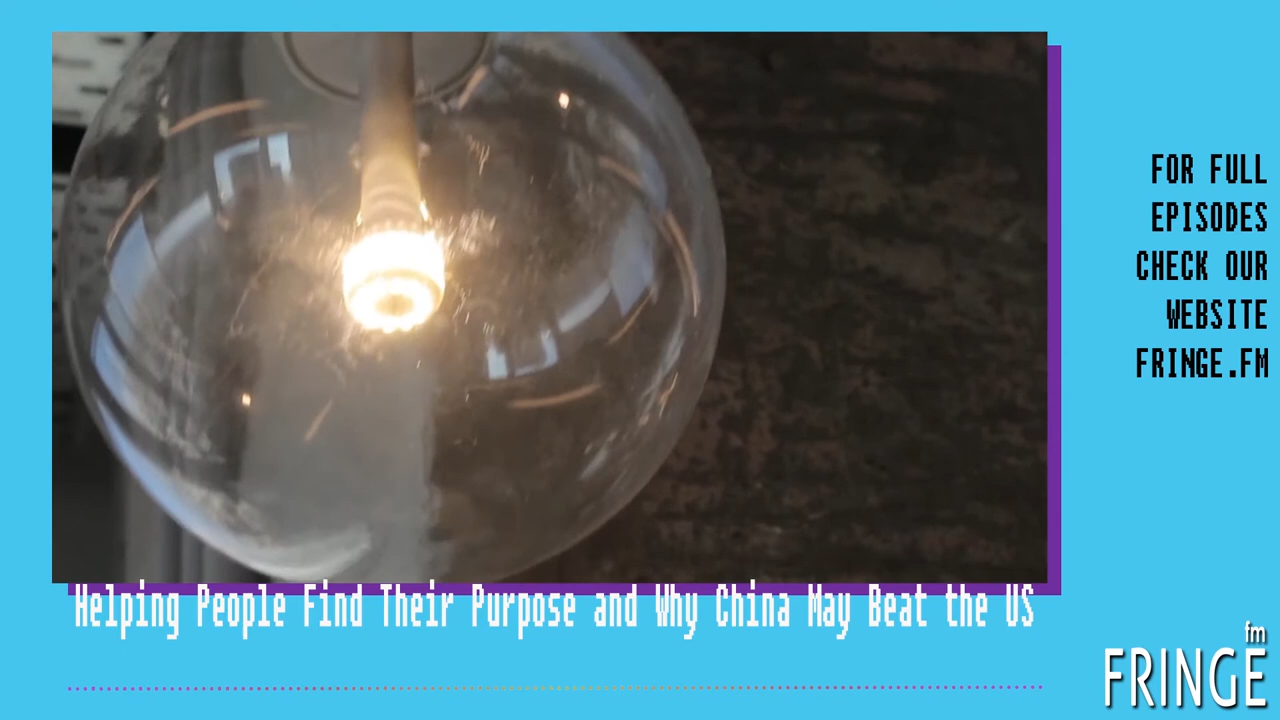 FOR FULL
EPISODES
CHECK OUR
WEBSITE
FRINGE.FM
Helping People Find Their Purpose and Why China May Beat the US
fm
FRINGE